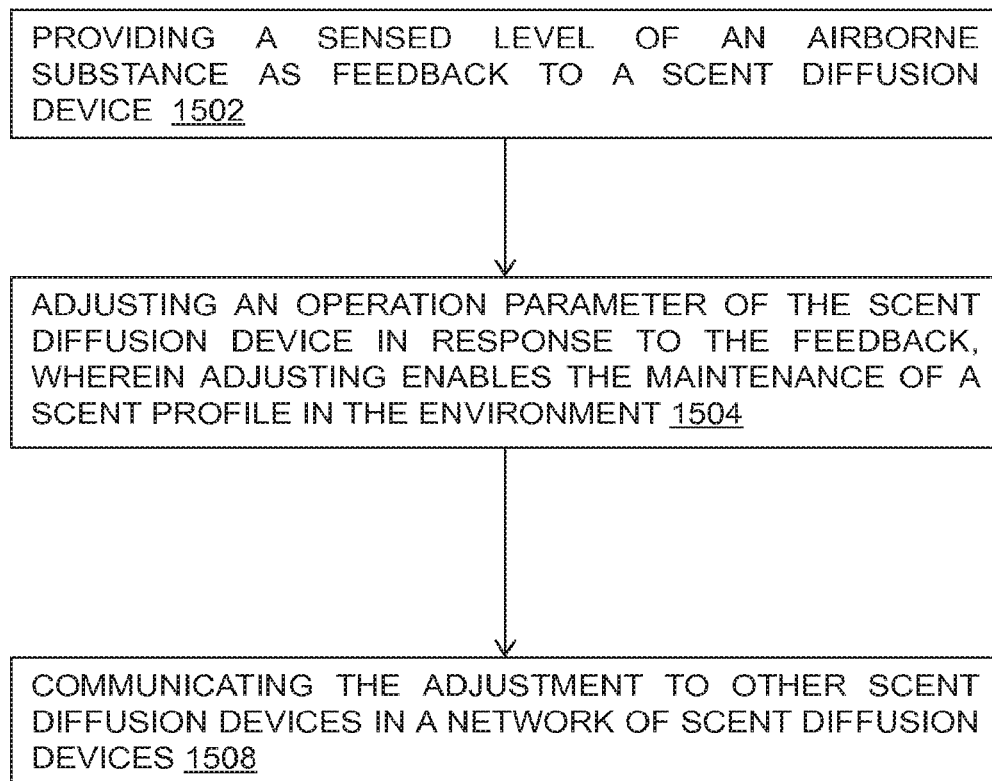 PROVIDING A SENSED LEVEL OF AN AIRBORNE
SUBSTANCE AS FEEDBACK TO A SCENT DIFFUSION
DEVICE 1502
ADJUSTING AN OPERATION PARAMETER OF THE SCENT
DIFFUSION DEVICE IN RESPONSE TO THE FEEDBACK,
WHEREIN ADJUSTING ENABLES THE MAINTENANCE OF A
SCENT PROFILE IN THE ENVIRONMENT 1504
COMMUNICATING THE ADJUSTMENT TO OTHER SCENT
DIFFUSION DEVICES IN A NETWORK OF SCENT DIFFUSION
DEVICES 1508